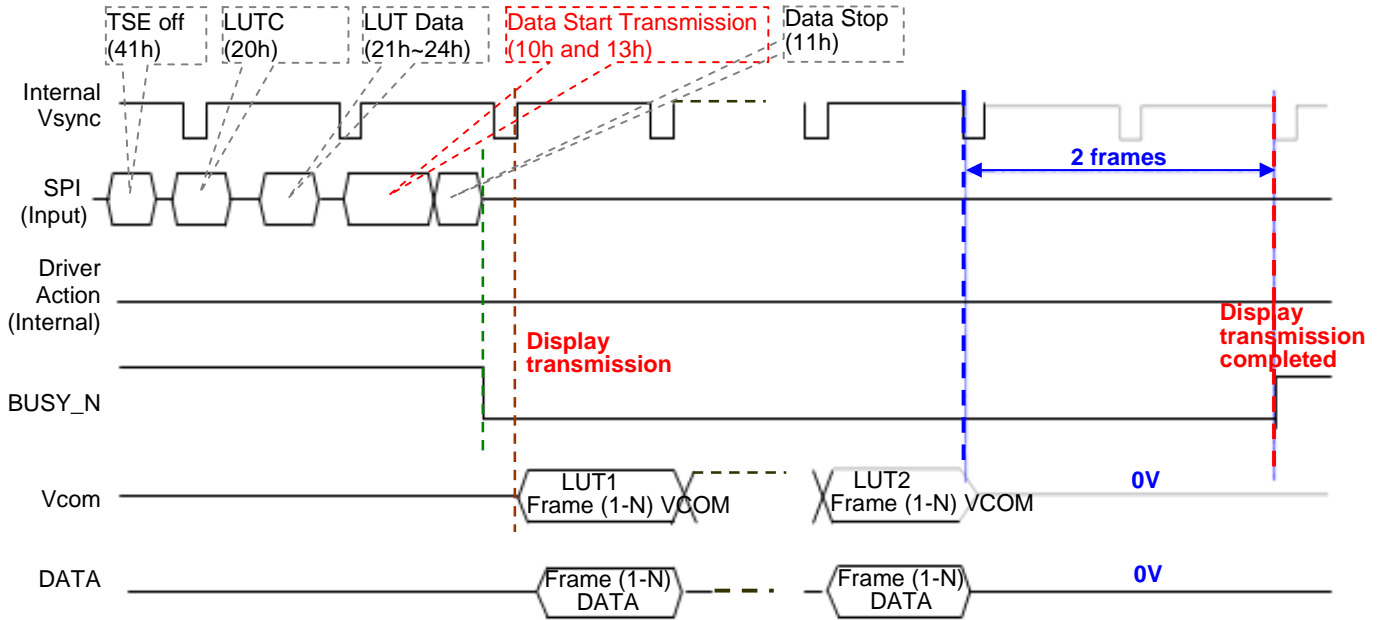 TSE off
(41h)
LUTC
(20h)
LUT Data
(21h~24h)
Data Start Transmission
(10h and 13h)
Data Stop
(11h)
Internal
Vsync
2 frames
SPI
(Input)
Driver
Action
(Internal)
Display
transmission
Display
transmission
completed
BUSY_N
Vcom
LUT1
Frame (1-N) VCOM
LUT2
Frame (1-N) VCOM
0V
DATA
Frame (1-N)
DATA
Frame (1-N)
DATA
0V